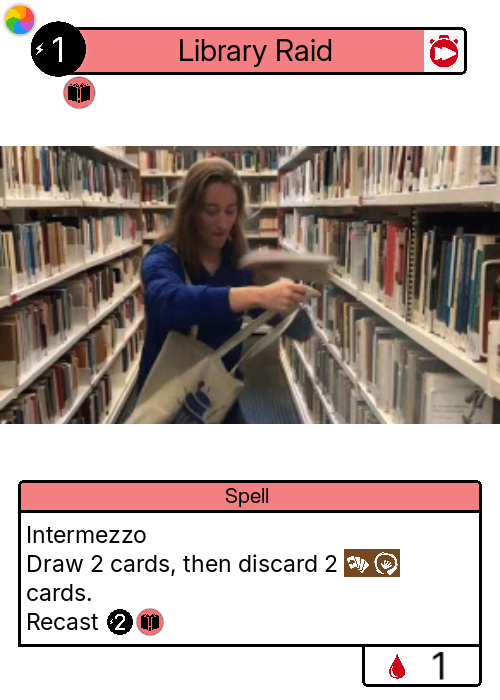 1 Library Raid
Spell
Intermezzo
Draw 2 cards, then discard 2
cards.
Recast 2
1